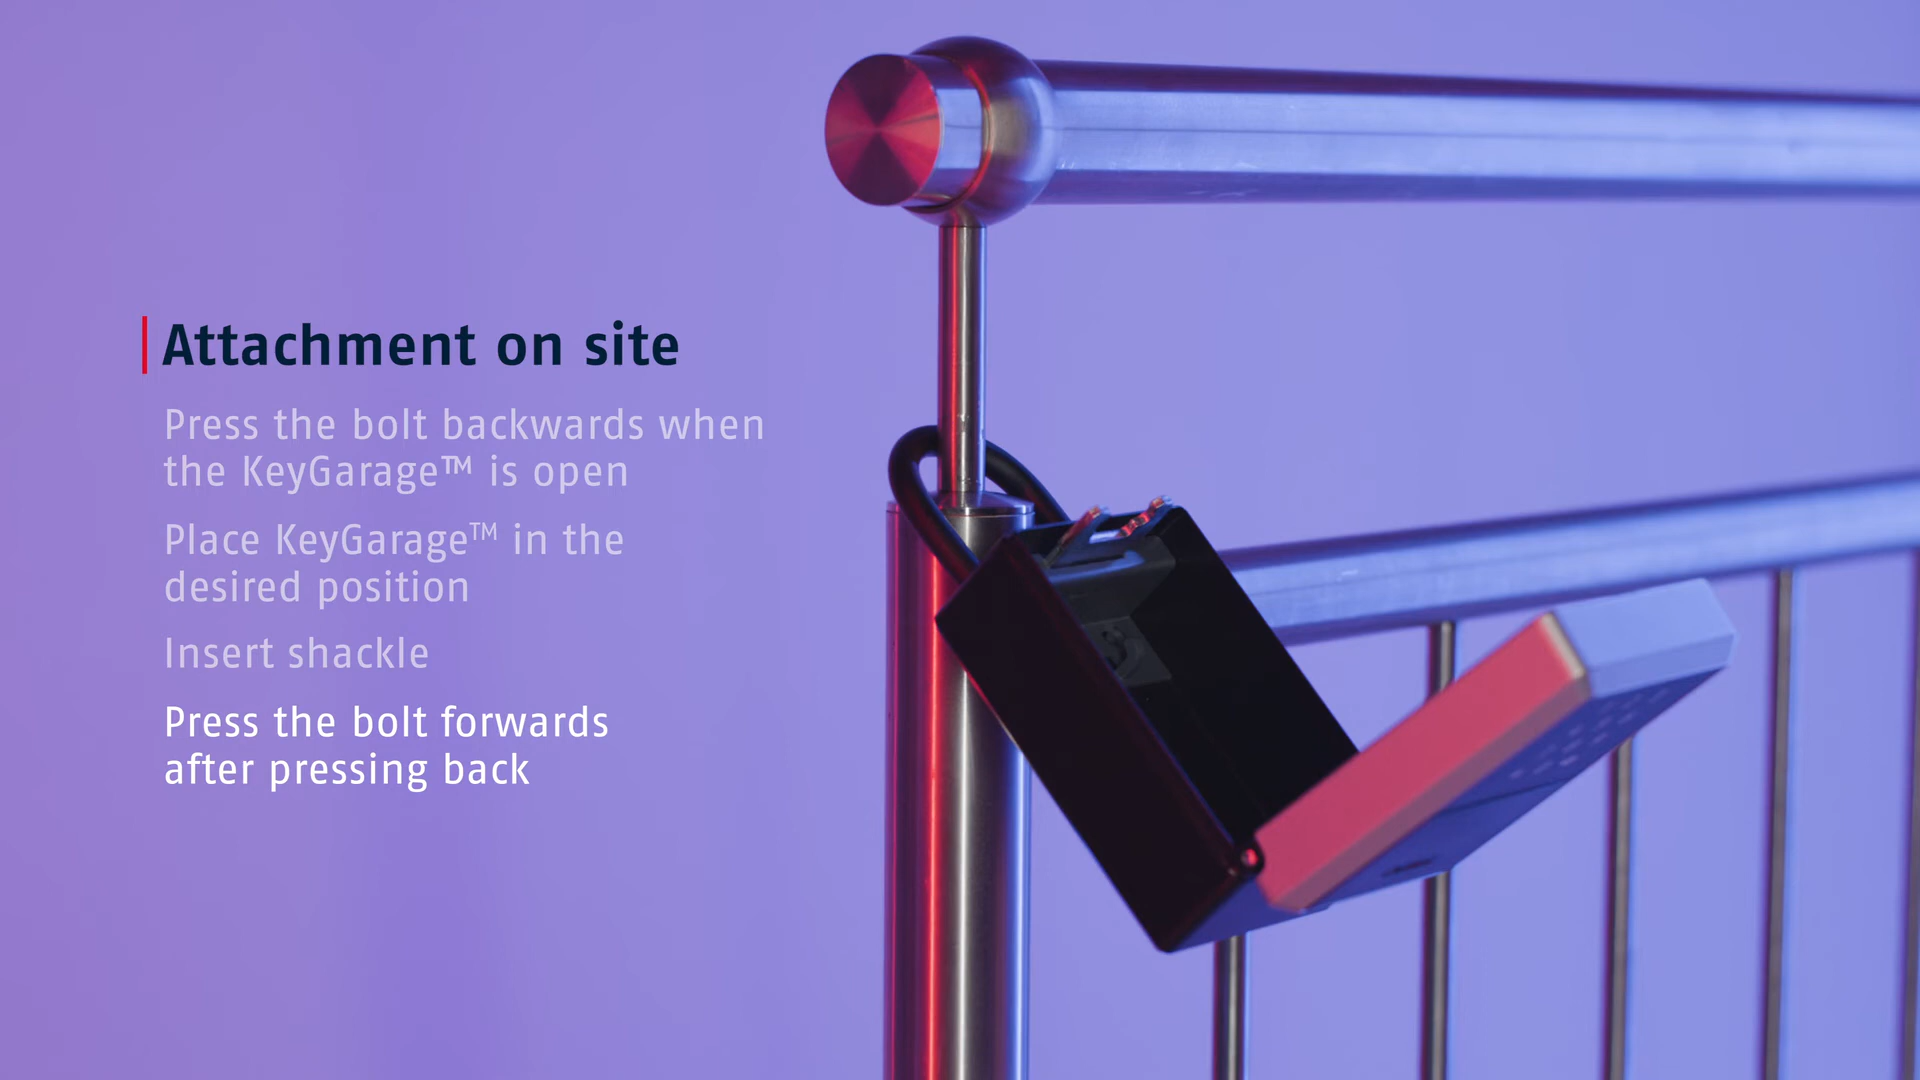 Attachment on site
Press the bolt backwards when
the KeyGarage™ is open
Place KeyGarage™ in the
desired position
Insert shackle
Press the bolt forwards
after pressing back